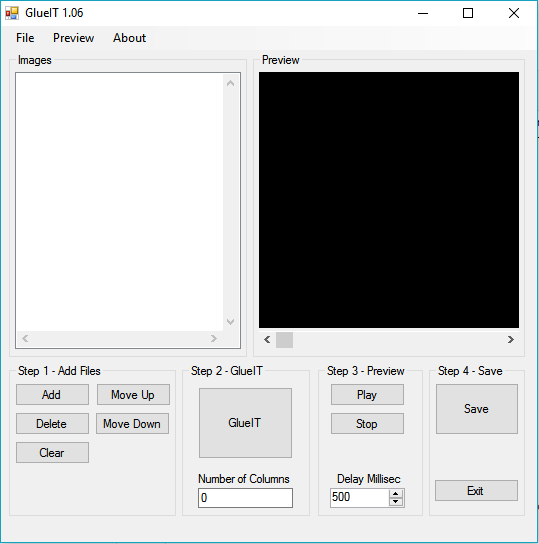 GlueIT 1.06
File Preview About
Images
Preview
Step 1 - Add Files
Add Move Up
Delete Move Down
Clear
Step 2 - GlueIT
GlueIT
Number of Columns
0
Step 3 - Preview
Play
Stop
Delay Millisec
500
Step 4 - Save
Save
Exit